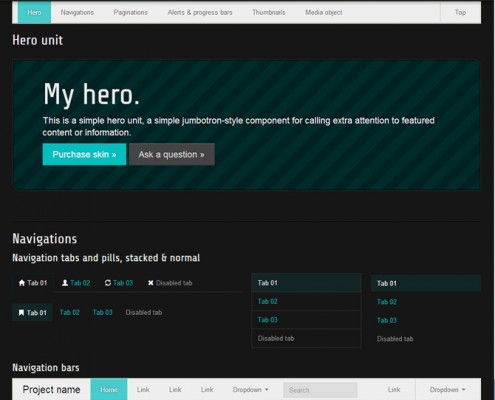 Hero Navigations Paginations Alerts & progress bars Thumbnails Media object Top
Hero unit
My hero.
This is a simple hero unit, a simple jumbotron-style component for calling extra attention to featured
content or information.
Purchase skin » Ask a question »
Navigations
Navigation tabs and pills, stacked & normal
Tab 01 Tab 02 Tab 03 Disabled tab
Tab 01 Tab 02 Tab 03 Disabled tab
Tab 01
Tab 02
Tab 03
Disabled tab
Tab 01
Tab 02
Tab 03
Disabled tab
Navigation bars
Project name Home Link Link Link Dropdown Search Link Dropdown